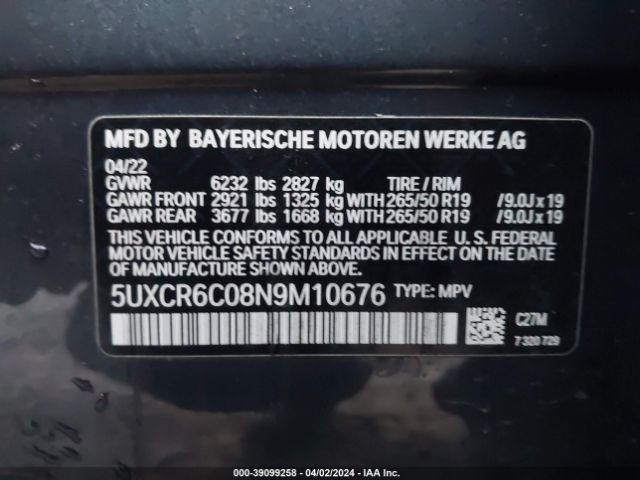 MFD BY BAYERISCHE MOTOREN WERKE AG
04/22
GVWR 6232 lbs 2827 kg TIRE / RIM
GAWR FRONT 2921 lbs 1325 kg WITH 265/50 R19 /9.0J x 19
GAWR REAR 3677 lbs 1668 kg WITH 265/50 R19 /9.0J x 19
THIS VEHICLE CONFORMS TO ALL APPLICABLE U. S. FEDERAL
MOTOR VEHICLE SAFETY STANDARDS IN EFFECT ON THE DATE
OF MANUFACTURE SHOWN ABOVE.
5UXCR6C08N9M10676 TYPE: MPV
C27M
7 320 729
000-39099258 - 04/02/2024 - IAA Inc.